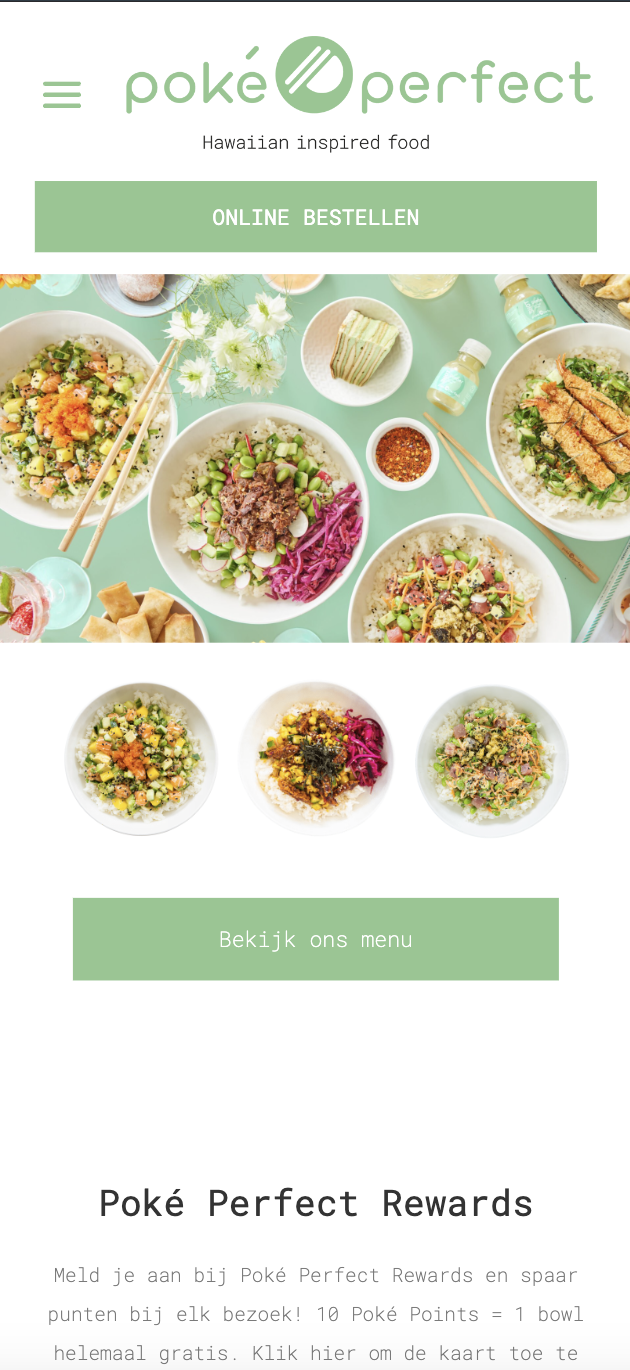 poké perfect
Hawaiian inspired food
ONLINE BESTELLEN
Bekijk ons menu
Poké Perfect Rewards
Meld je aan bij Poké Perfect Rewards en spaar
punten bij elk bezoek! 10 Poké Points = 1 bowl
helemaal gratis. Klik hier om de kaart toe te